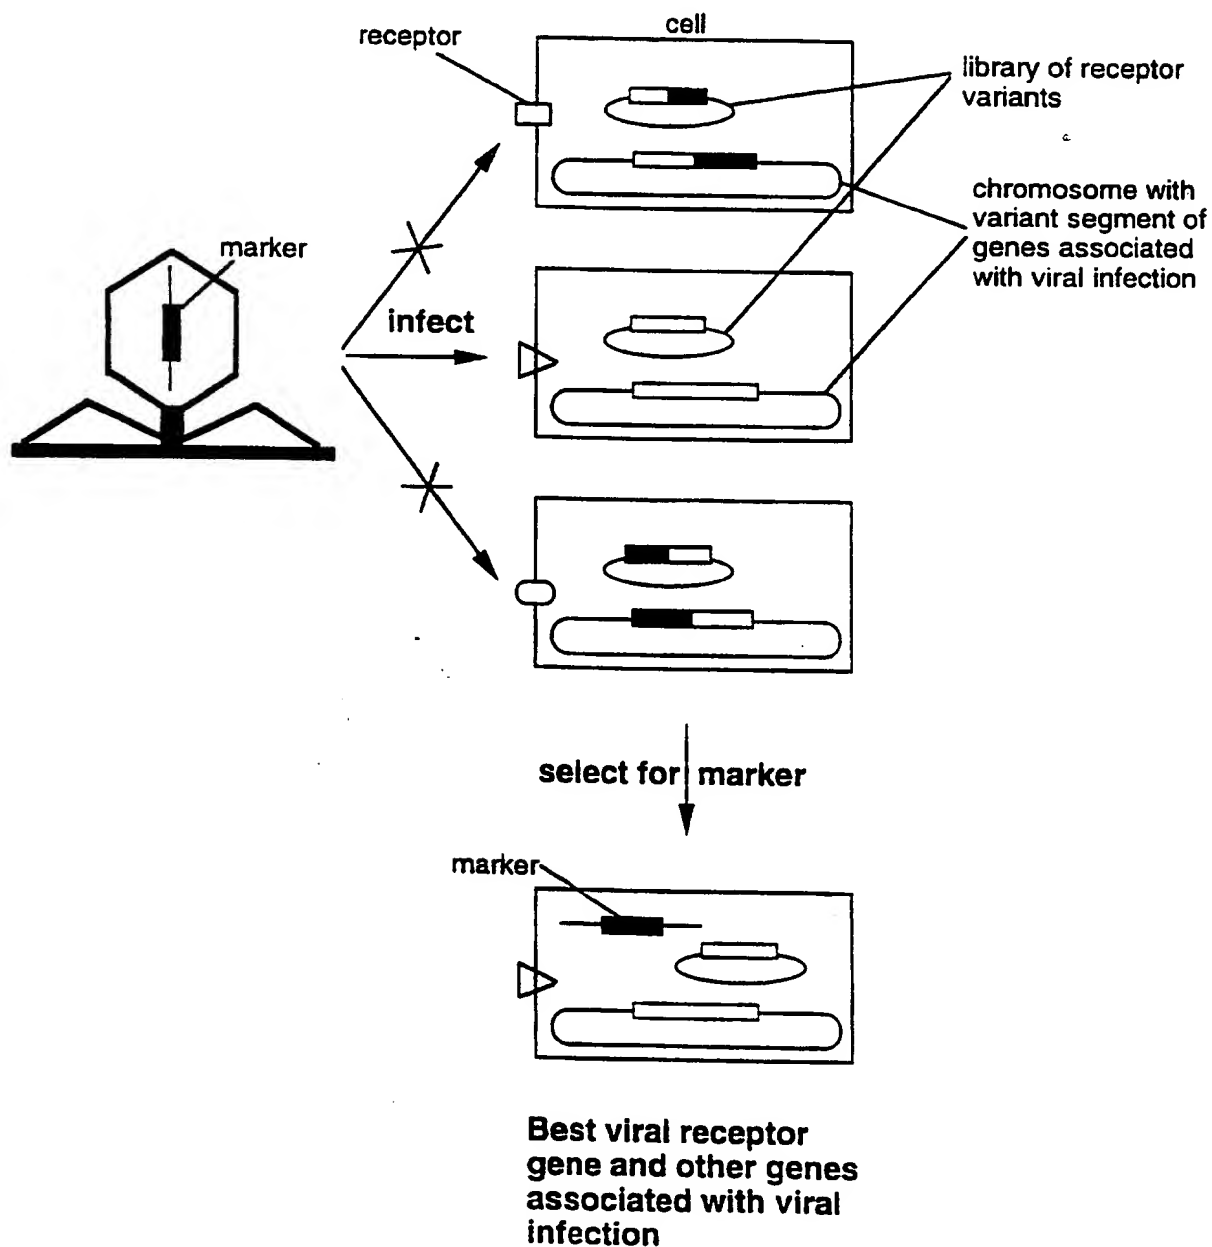 cell
receptor
library of receptor
variants
chromosome with
variant segment of
genes associated
with viral infection
marker
infect
select for marker
marker
Best viral receptor
gene and other genes
associated with viral
infection